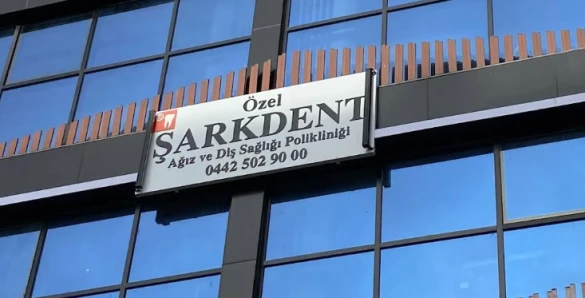 Özel
ŞARKDENT
Ağız ve Diş Sağlığı Polikliniği
0442 502 90 00